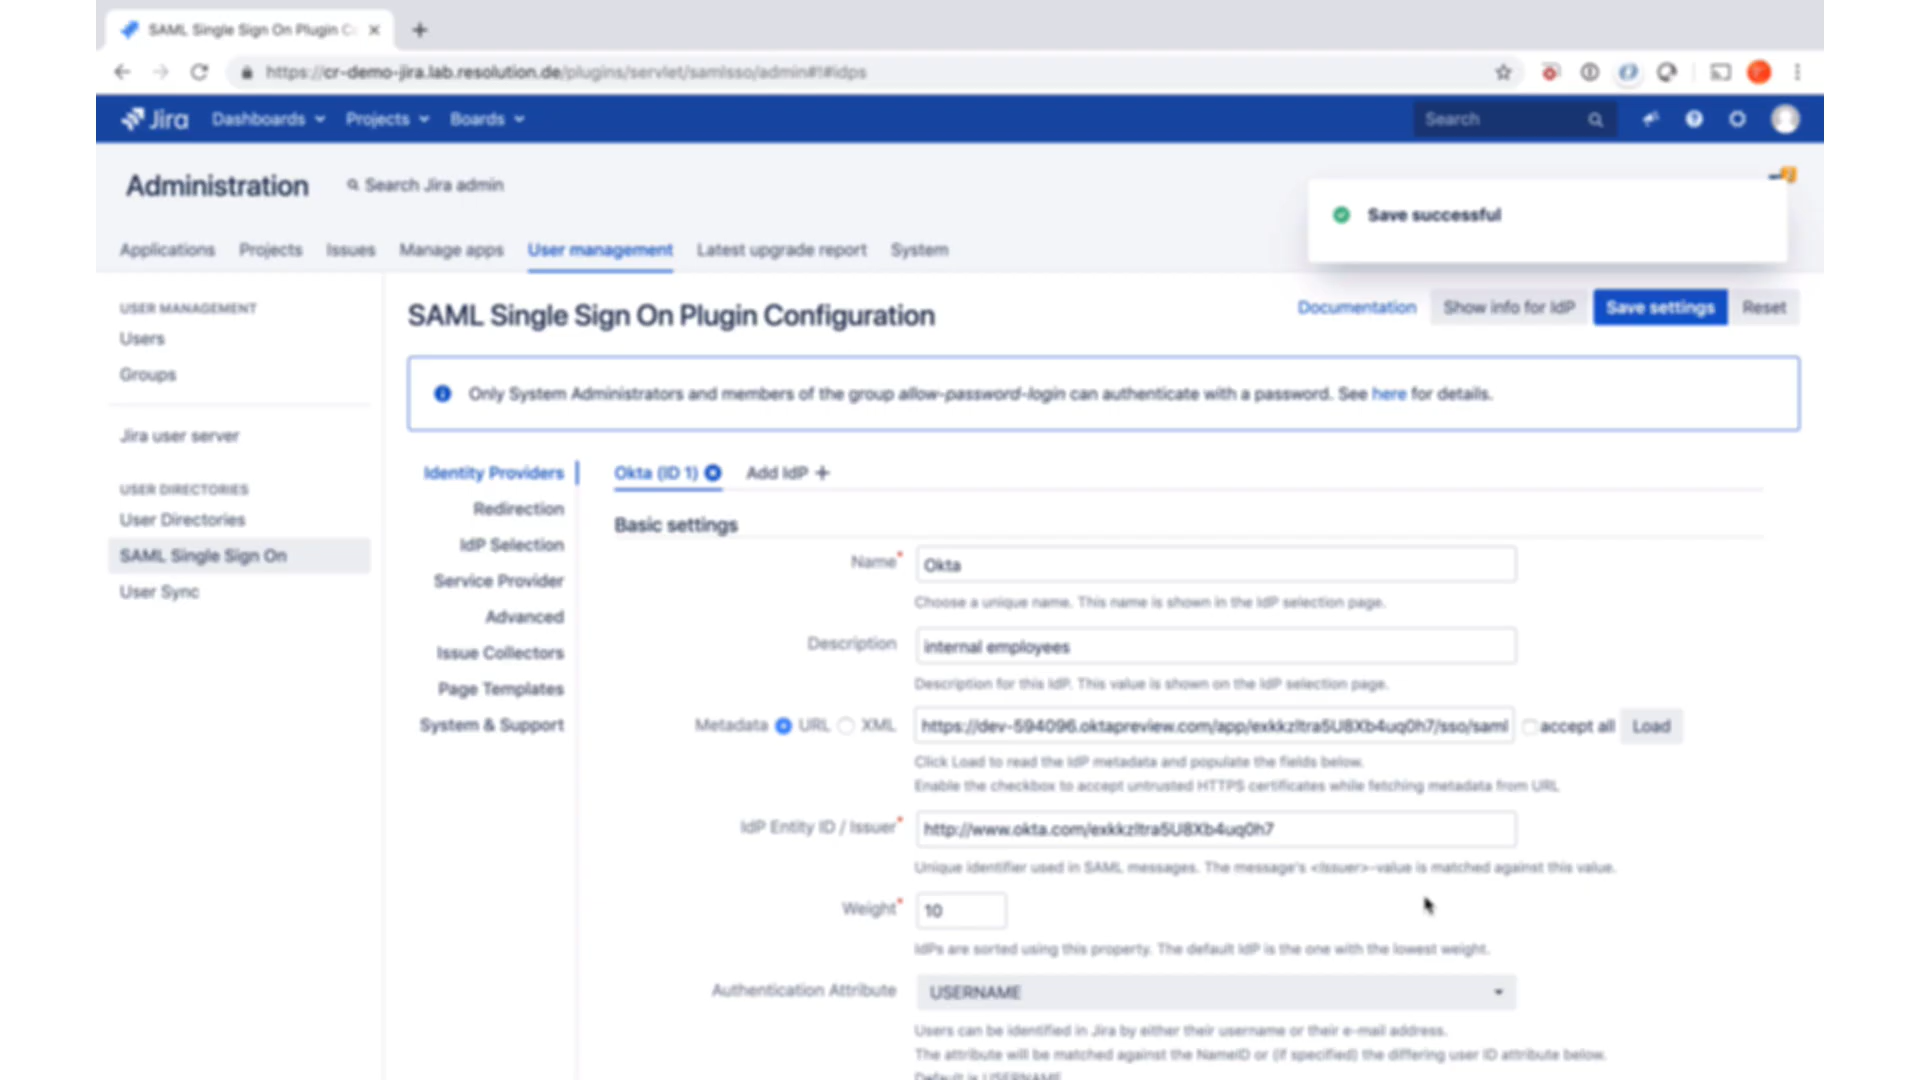 SAML Single Sign On Plugin C
https://cr-demo-jira.lab.resolution.de/plugins/servlet/samlsso/admin#1#idps
Jira Dashboards Projects Boards Search
Administration Search Jira admin
Save successful
Applications Projects Issues Manage apps User management Latest upgrade report System
USER MANAGEMENT
Users
Groups
Jira user server
USER DIRECTORIES
User Directories
SAML Single Sign On
User Sync
SAML Single Sign On Plugin Configuration
Documentation Show info for IdP Save settings Reset
Only System Administrators and members of the group allow-password-login can authenticate with a password. See here for details.
Identity Providers
Redirection
IdP Selection
Service Provider
Advanced
Issue Collectors
Page Templates
System & Support
Okta (ID 1) Add IdP +
Basic settings
Name* Okta
Choose a unique name. This name is shown in the IdP selection page.
Description internal employees
Description for this IdP. This value is shown on the IdP selection page.
Metadata URL XML https://dev-594096.oktapreview.com/app/exkkzltra5U8Xb4uq0h7/sso/saml accept all Load
Click Load to read the IdP metadata and populate the fields below.
Enable the checkbox to accept untrusted HTTPS certificates while fetching metadata from URL
IdP Entity ID / Issuer* http://www.okta.com/exkkzltra5U8Xb4uq0h7
Unique identifier used in SAML messages. The message's <Issuer>-value is matched against this value.
Weight* 10
IdPs are sorted using this property. The default IdP is the one with the lowest weight.
Authentication Attribute USERNAME
Users can be identified in Jira by either their username or their e-mail address.
The attribute will be matched against the NameID or (if specified) the differing user ID attribute below.
Default is USERNAME